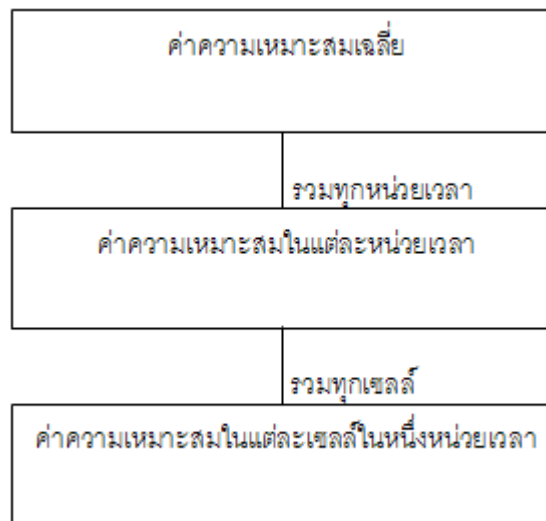 ค่าความเหมาะสมเฉลี่ย
รวมทุกหน่วยเวลา
ค่าความเหมาะสมในแต่ละหน่วยเวลา
รวมทุกเซลล์
ค่าความเหมาะสมในแต่ละเซลล์ในหนึ่งหน่วยเวลา